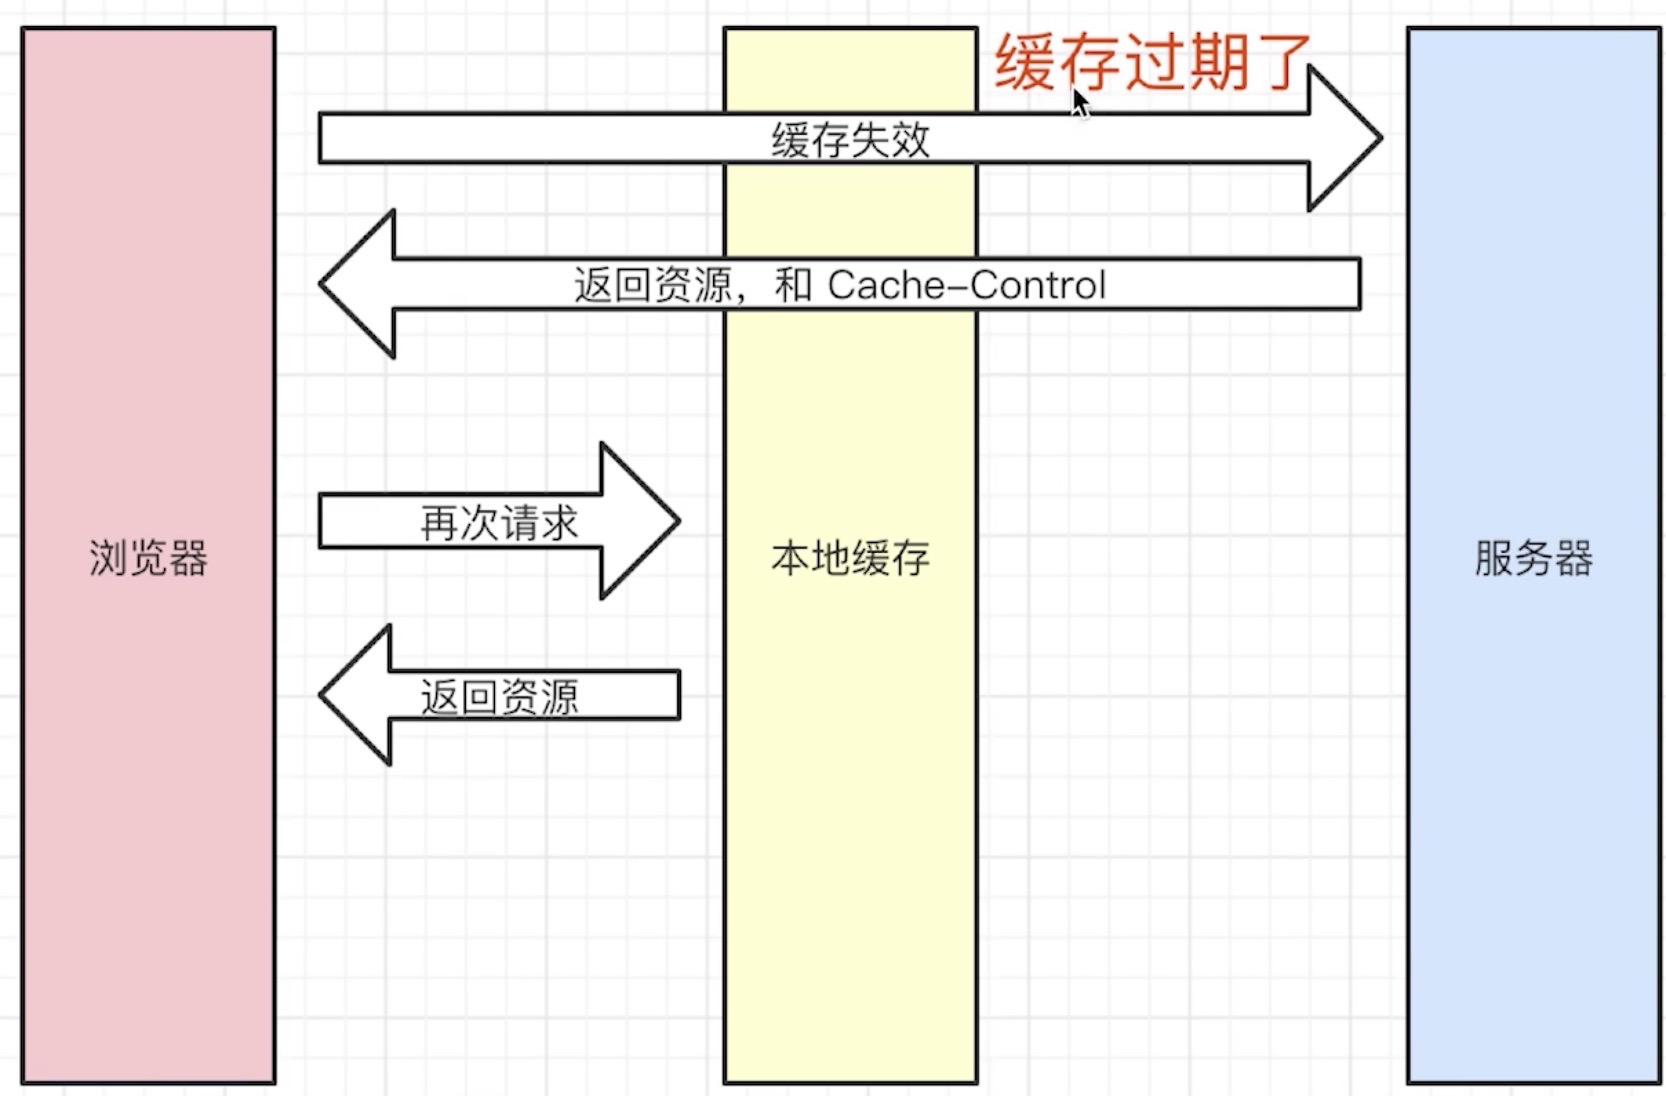 缓存过期了
缓存失效
返回资源，和 Cache-Control
再次请求
浏览器
本地缓存
服务器
返回资源